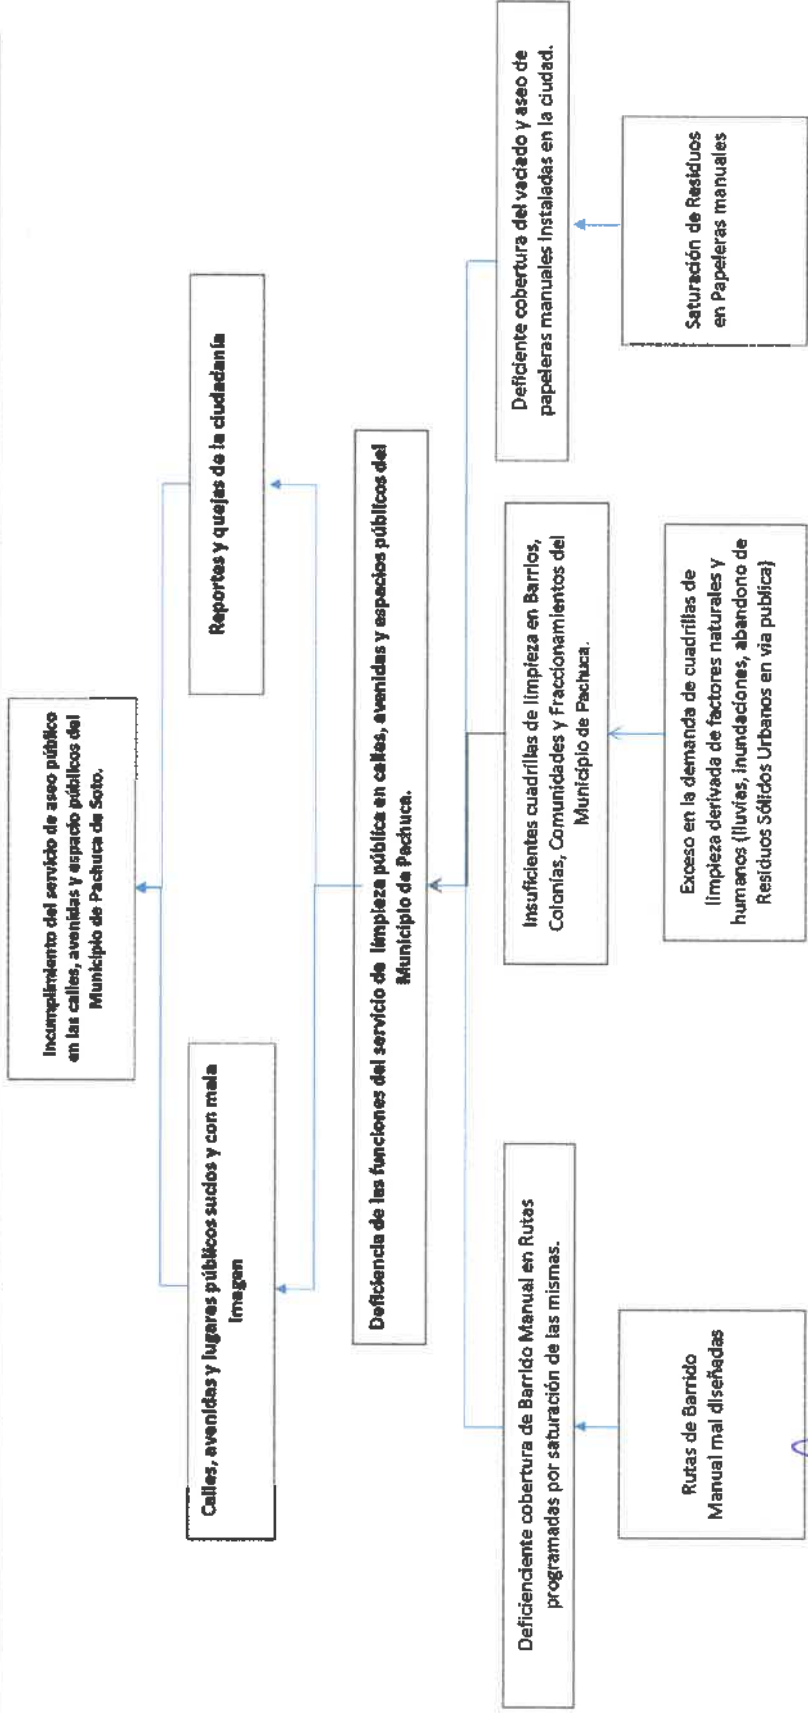 Incumplimiento del servicio de aseo público
en las calles, avenidas y espacio públicos del
Municipio de Pachuca de Soto.
Calles, avenidas y lugares públicos sucios y con mala
imagen
Reportes y quejas de la ciudadanía
Deficiencia de las funciones del servicio de limpieza pública en calles, avenidas y espacios públicos del
Municipio de Pachuca.
Deficienciente cobertura de Barrido Manual en Rutas
programadas por saturación de las mismas.
Insuficientes cuadrillas de limpieza en Barrios,
Colonias, Comunidades y Fraccionamientos del
Municipio de Pachuca.
Deficiente cobertura del vaciado y aseo de
papeleras manuales instaladas en la ciudad.
Rutas de Barrido
Manual mal diseñadas
Exceso en la demanda de cuadrillas de
limpieza derivada de factores naturales y
humanos (lluvias, inundaciones, abandono de
Residuos Sólidos Urbanos en via publica)
Saturación de Residuos
en Papeleras manuales